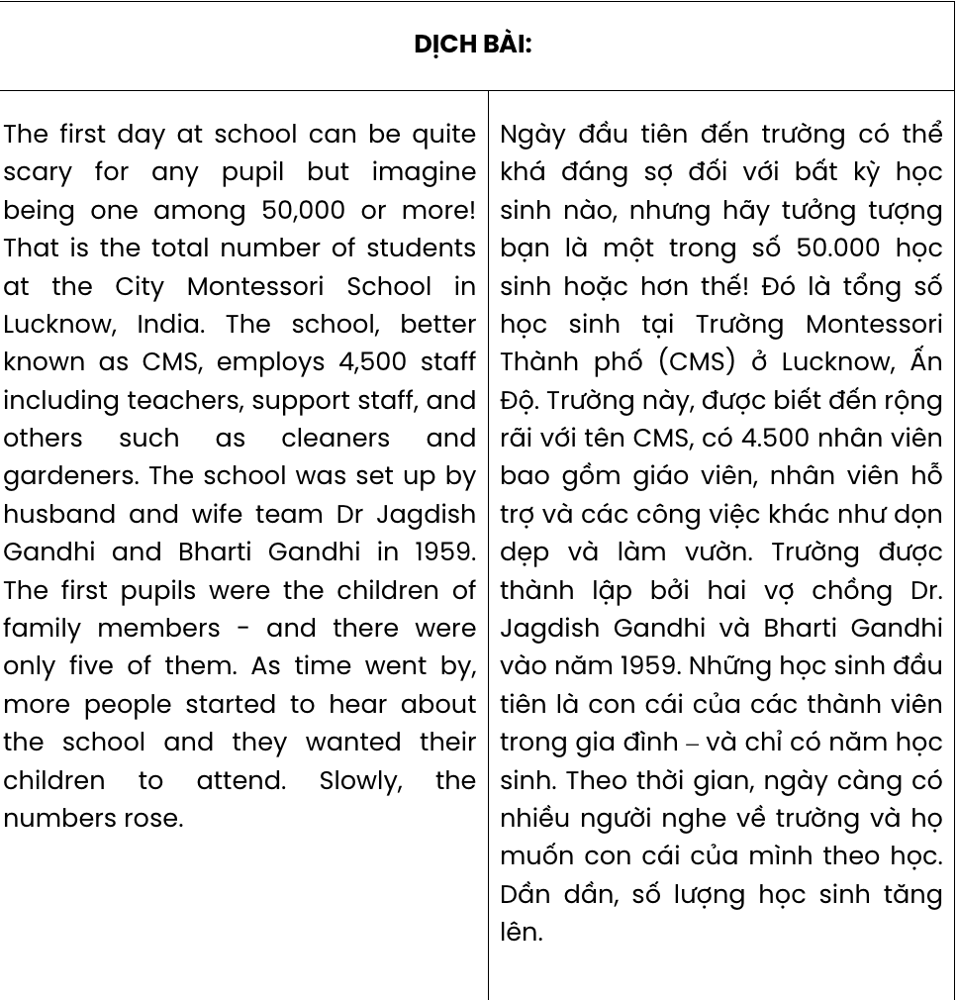 DỊCH BÀI:
The first day at school can be quite
scary for any pupil but imagine
being one among 50,000 or more!
That is the total number of students
at the City Montessori School in
Lucknow, India. The school, better
known as CMS, employs 4,500 staff
including teachers, support staff, and
others such as cleaners and
gardeners. The school was set up by
husband and wife team Dr Jagdish
Gandhi and Bharti Gandhi in 1959.
The first pupils were the children of
family members - and there were
only five of them. As time went by,
more people started to hear about
the school and they wanted their
children to attend. Slowly, the
numbers rose.
Ngày đầu tiên đến trường có thể
khá đáng sợ đối với bất kỳ học
sinh nào, nhưng hãy tưởng tượng
bạn là một trong số 50.000 học
sinh hoặc hơn thế! Đó là tổng số
học sinh tại Trường Montessori
Thành phố (CMS) ở Lucknow, Ấn
Độ. Trường này, được biết đến rộng
rãi với tên CMS, có 4.500 nhân viên
bao gồm giáo viên, nhân viên hỗ
trợ và các công việc khác như dọn
dẹp và làm vườn. Trường được
thành lập bởi hai vợ chồng Dr.
Jagdish Gandhi và Bharti Gandhi
vào năm 1959. Những học sinh đầu
tiên là con cái của các thành viên
trong gia đình – và chỉ có năm học
sinh. Theo thời gian, ngày càng có
nhiều người nghe về trường và họ
muốn con cái của mình theo học.
Dần dần, số lượng học sinh tăng
lên.